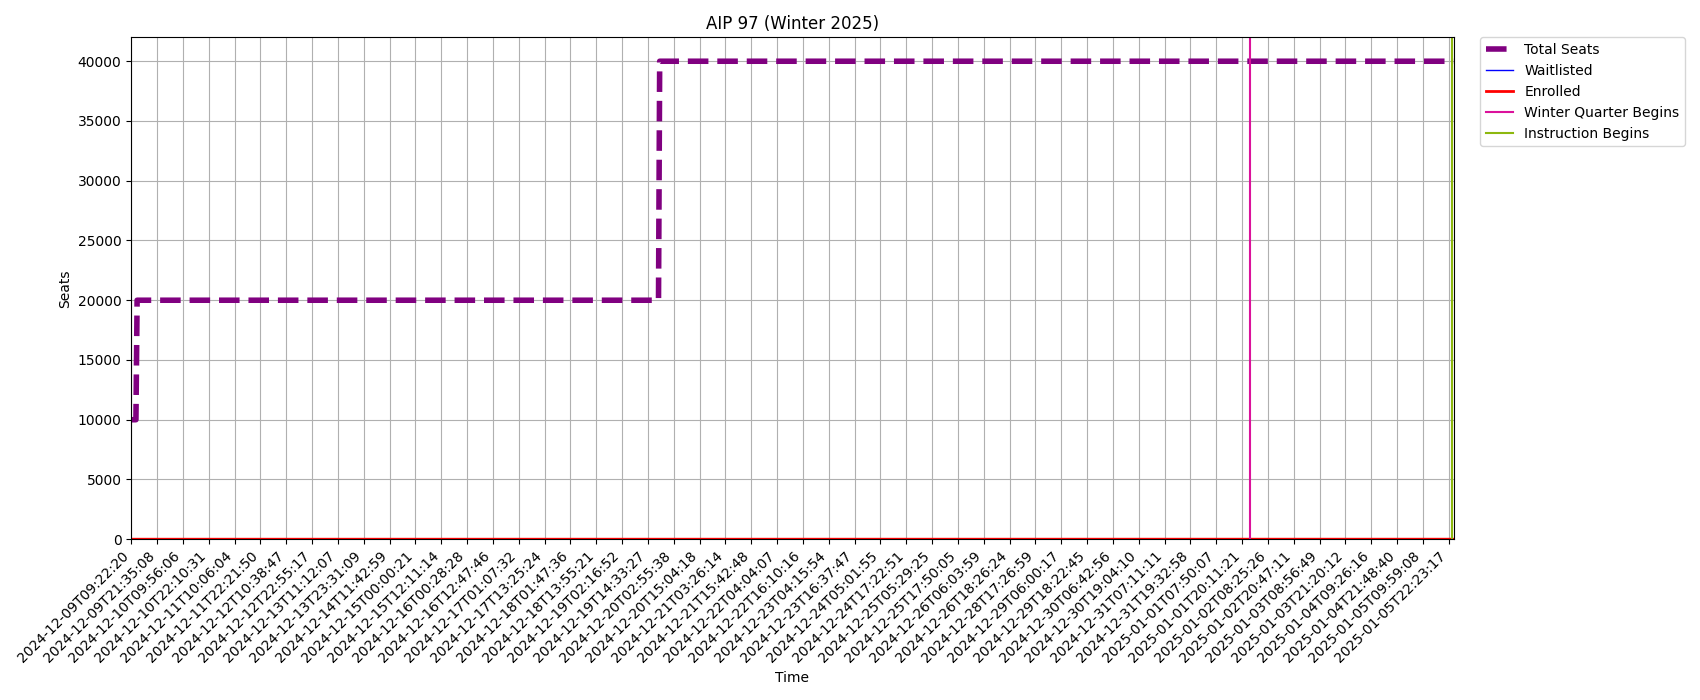 AIP 97 (Winter 2025)
Total Seats
Waitlisted
Enrolled
Winter Quarter Begins
Instruction Begins
Seats
40000
35000
30000
25000
20000
15000
10000
5000
0
2024-12-09T09:22:20
2024-12-09T21:35:08
2024-12-10T09:56:06
2024-12-10T22:10:31
2024-12-11T10:06:04
2024-12-11T22:21:50
2024-12-12T10:38:47
2024-12-12T22:55:17
2024-12-13T11:12:07
2024-12-13T23:31:09
2024-12-14T11:42:59
2024-12-15T00:00:21
2024-12-15T12:11:14
2024-12-16T00:28:28
2024-12-16T12:47:46
2024-12-17T01:07:32
2024-12-17T13:25:24
2024-12-18T01:47:36
2024-12-18T13:55:21
2024-12-19T02:16:52
2024-12-19T14:33:27
2024-12-20T02:55:38
2024-12-20T15:04:18
2024-12-21T03:26:14
2024-12-21T15:42:48
2024-12-22T04:04:07
2024-12-22T16:10:16
2024-12-23T04:15:54
2024-12-23T16:37:47
2024-12-24T05:01:55
2024-12-24T17:22:51
2024-12-25T05:29:25
2024-12-25T17:50:05
2024-12-26T06:03:59
2024-12-26T18:26:24
2024-12-28T17:26:59
2024-12-29T06:00:17
2024-12-29T18:22:45
2024-12-30T06:42:56
2024-12-30T19:04:10
2024-12-31T07:11:11
2024-12-31T19:32:58
2025-01-01T07:50:07
2025-01-01T20:11:21
2025-01-02T08:25:26
2025-01-02T20:47:11
2025-01-03T08:56:49
2025-01-03T21:20:12
2025-01-04T09:26:16
2025-01-04T21:48:40
2025-01-05T09:59:08
2025-01-05T22:23:17
Time